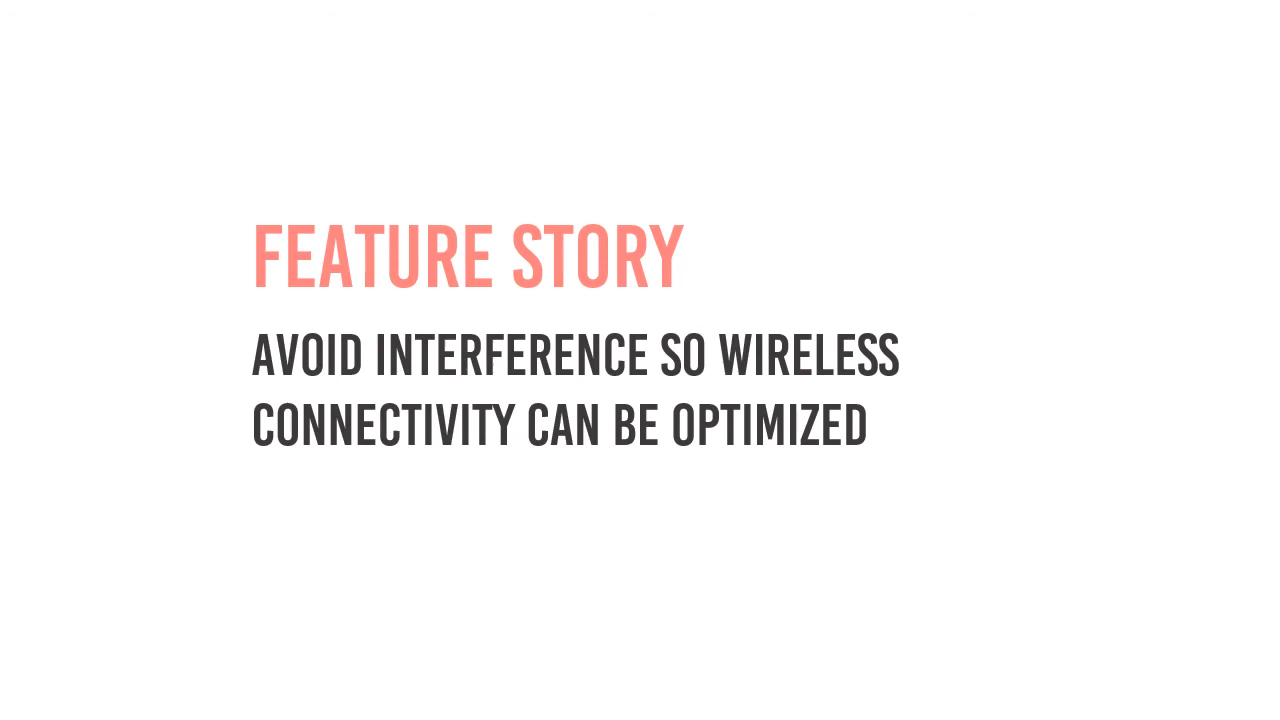 FEATURE STORY
AVOID INTERFERENCE SO WIRELESS
CONNECTIVITY CAN BE OPTIMIZED